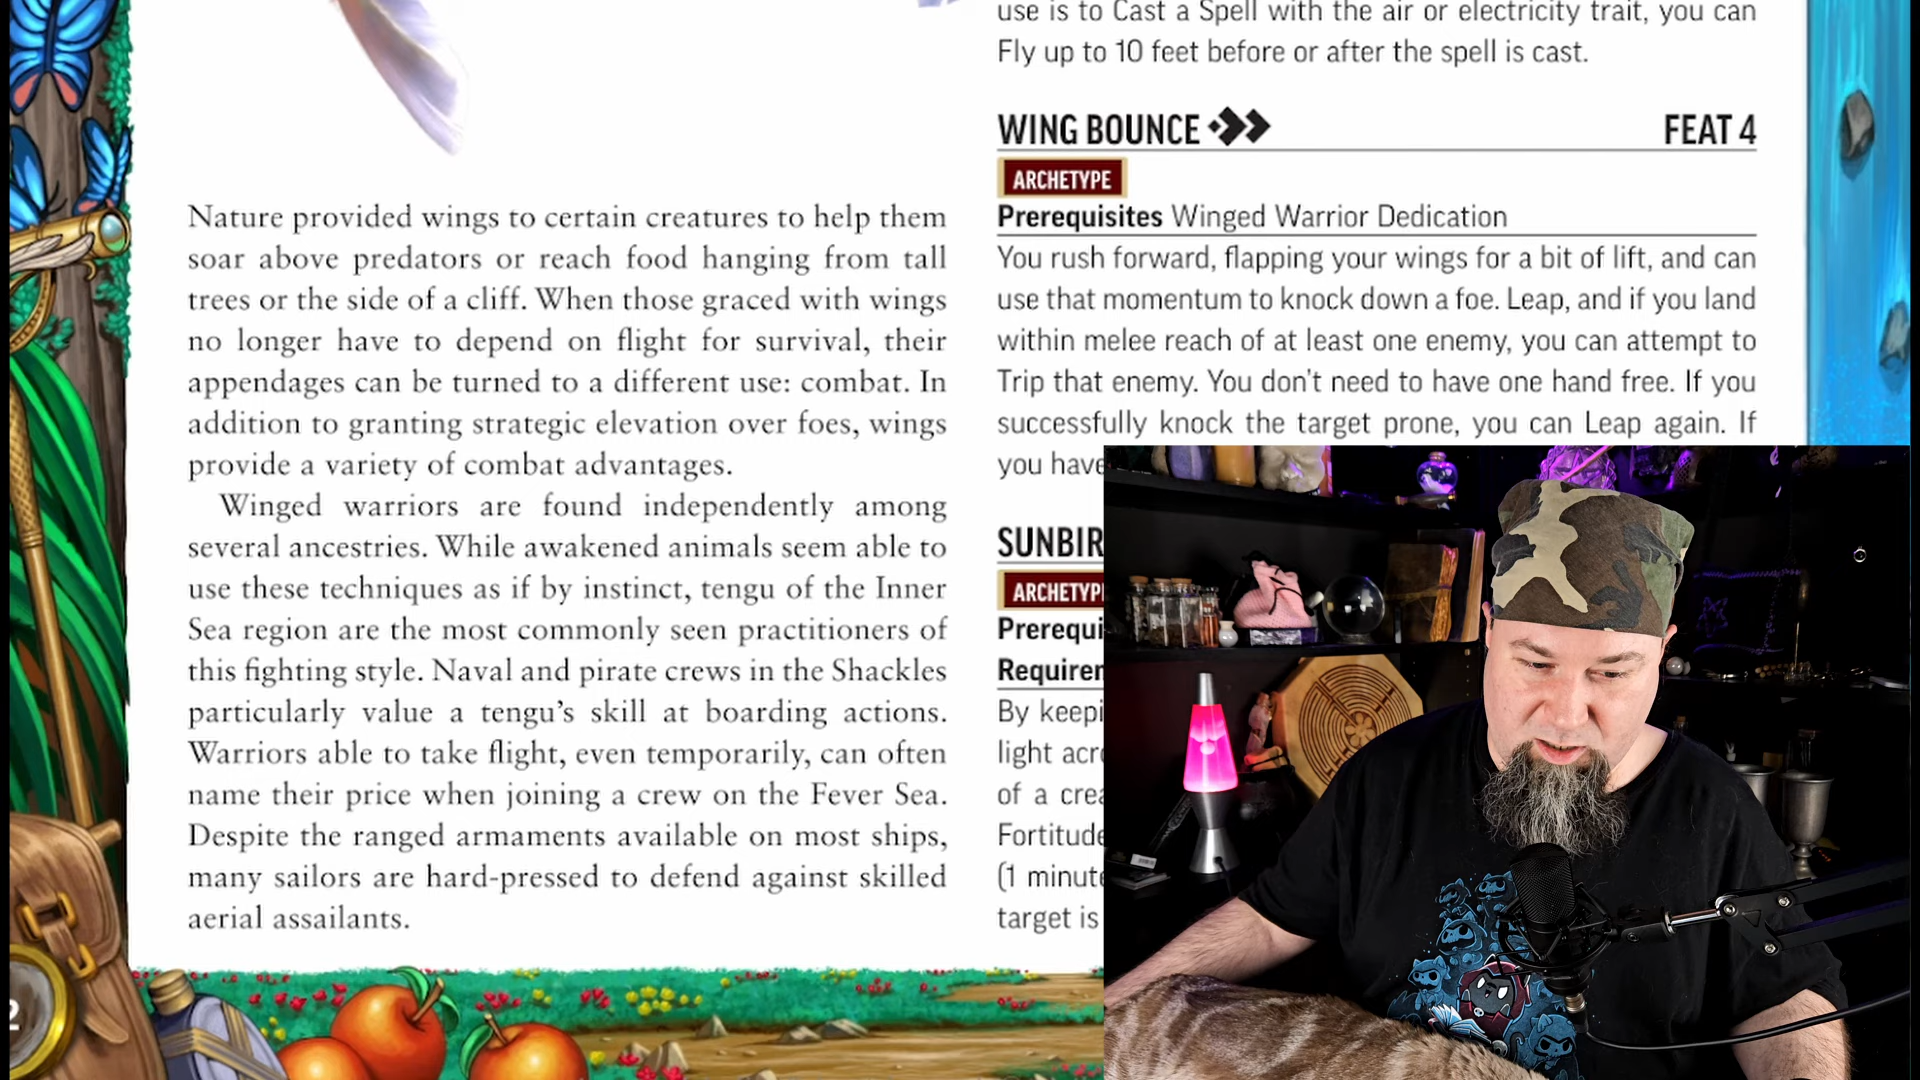 Nature provided wings to certain creatures to help them
soar above predators or reach food hanging from tall
trees or the side of a cliff. When those graced with wings
no longer have to depend on flight for survival, their
appendages can be turned to a different use: combat. In
addition to granting strategic elevation over foes, wings
provide a variety of combat advantages.
Winged warriors are found independently among
several ancestries. While awakened animals seem able to
use these techniques as if by instinct, tengu of the Inner
Sea region are the most commonly seen practitioners of
this fighting style. Naval and pirate crews in the Shackles
particularly value a tengu's skill at boarding actions.
Warriors able to take flight, even temporarily, can often
name their price when joining a crew on the Fever Sea.
Despite the ranged armaments available on most ships,
many sailors are hard-pressed to defend against skilled
aerial assailants.
use is to Cast a Spell with the air or electricity trait, you can
Fly up to 10 feet before or after the spell is cast.
WING BOUNCE FEAT 4
ARCHETYPE
Prerequisites Winged Warrior Dedication
You rush forward, flapping your wings for a bit of lift, and can
use that momentum to knock down a foe. Leap, and if you land
within melee reach of at least one enemy, you can attempt to
Trip that enemy. You don't need to have one hand free. If you
successfully knock the target prone, you can Leap again. If
you have
SUNBIR
ARCHETYP
Prerequi
Requirem
By keepi
light acr
of a crea
Fortitude
(1 minute
target is
2